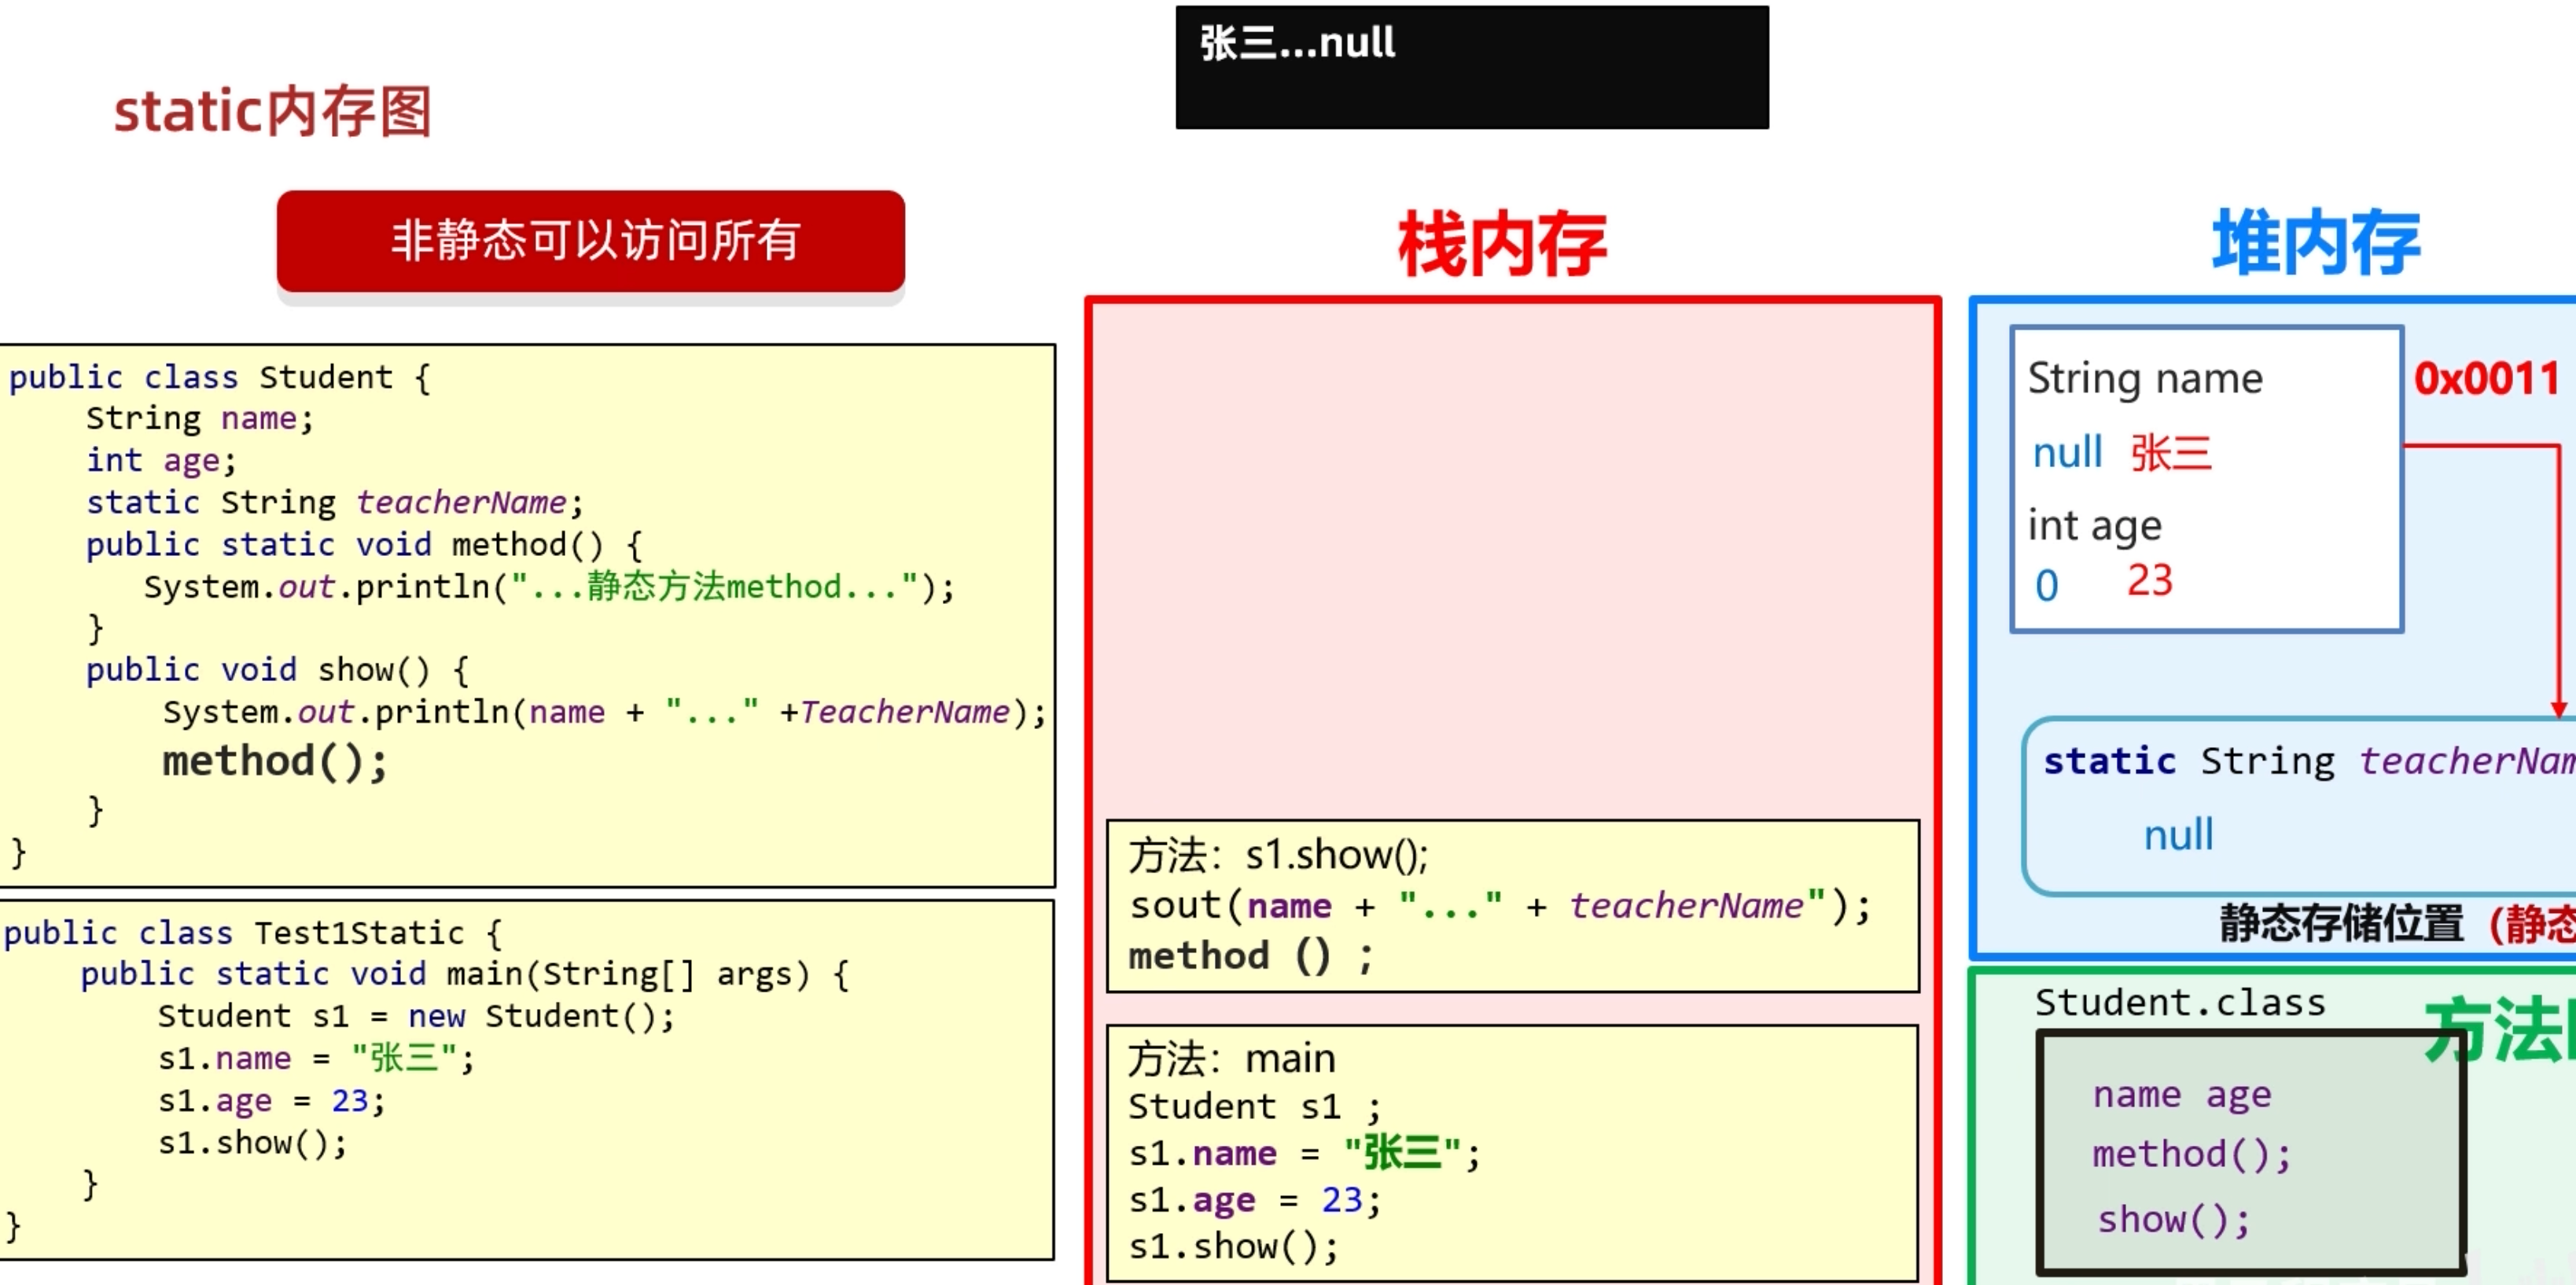 张三...null
static内存图
非静态可以访问所有
public class Student {
String name;
int age;
static String teacherName;
public static void method() {
System.out.println("...静态方法method...");
}
public void show() {
System.out.println(name + "..." +TeacherName);
method();
}
}
public class Test1Static {
public static void main(String[] args) {
Student s1 = new Student();
s1.name = "张三";
s1.age = 23;
s1.show();
}
}
栈内存
方法：s1.show();
sout(name + "..." + teacherName");
method () ;
方法：main
Student s1 ;
s1.name = "张三";
s1.age = 23;
s1.show();
堆内存
String name
0x0011
null 张三
int age
0 23
static String
null
静态存储位置（静态
Student.class
方法
name age
method();
show();